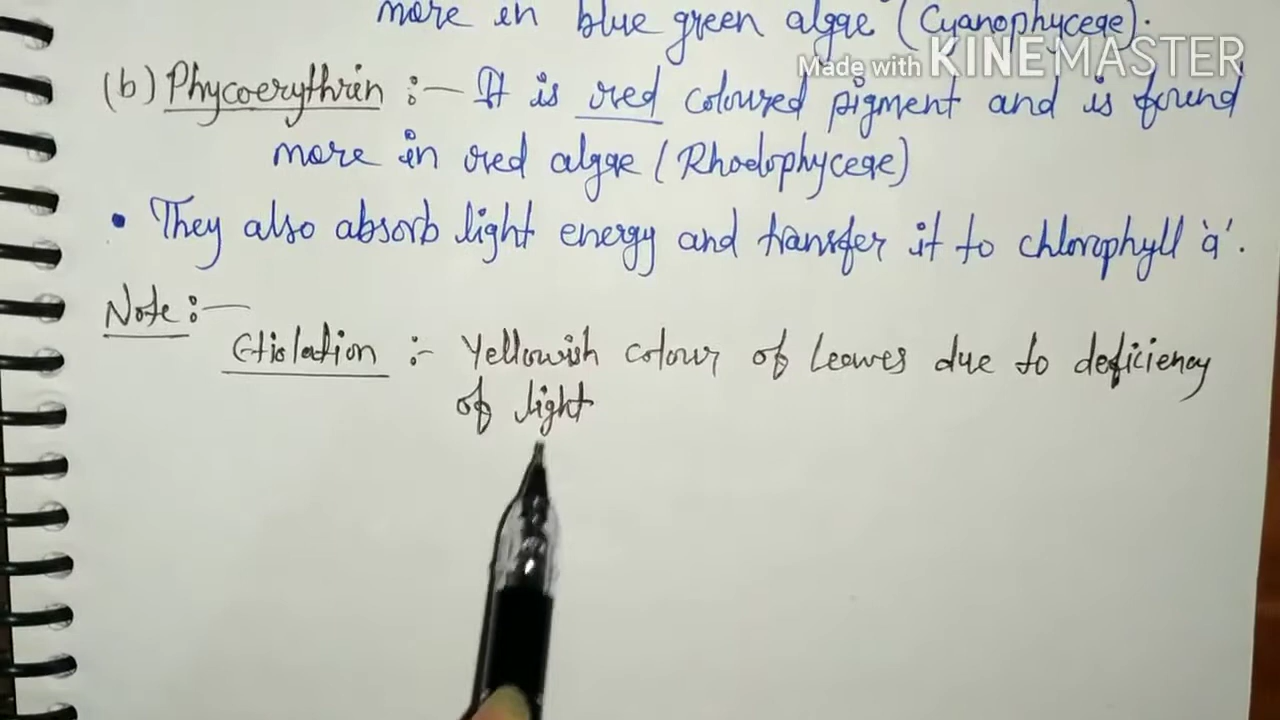 more in blue green algae (Cyanophyceae).
Made with KINEMASTER
(b) Phycoerythrin :— It is red coloured pigment and is found
more in red algae (Rhodophyceae)
• They also absorb light energy and transfer it to chlorophyll 'a'.
Note :—
Etiolation :- Yellowish colour of leaves due to deficiency
of light